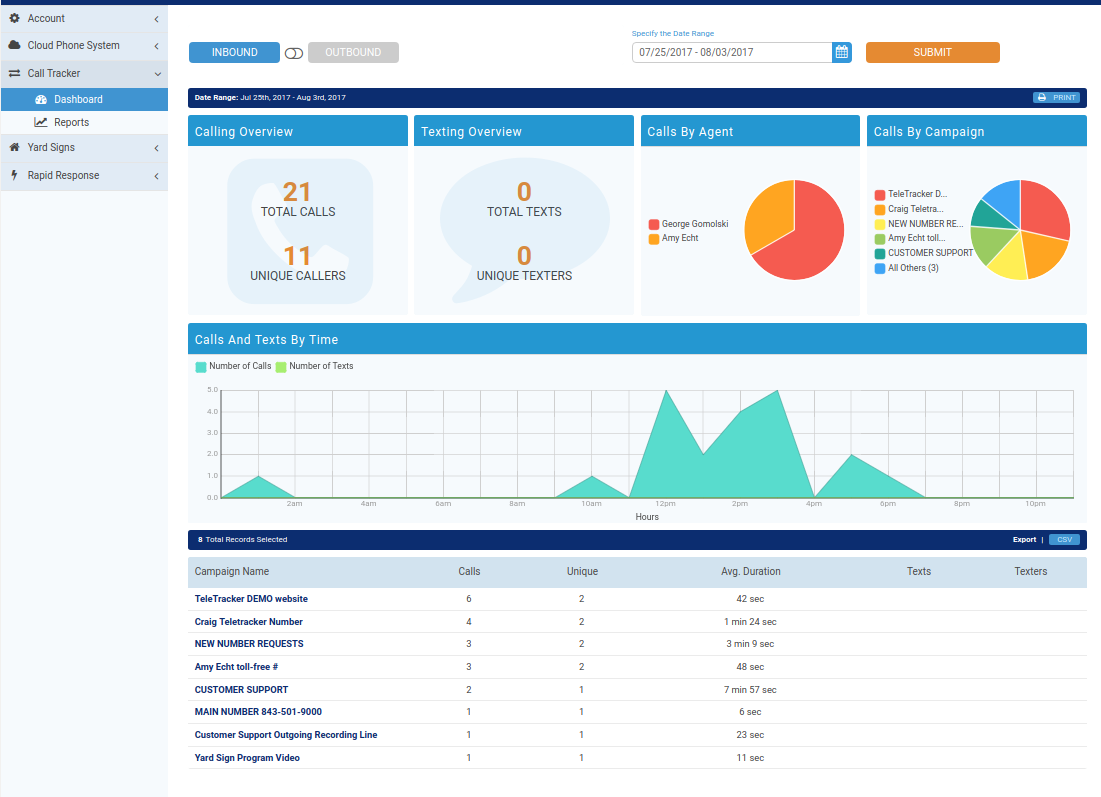 Account
Cloud Phone System
Call Tracker
Dashboard
Reports
Yard Signs
Rapid Response
Specify the Date Range
INBOUND OUTBOUND 07/25/2017 - 08/03/2017 SUBMIT
Date Range: Jul 25th, 2017 - Aug 3rd, 2017 PRINT
Calling Overview
21
TOTAL CALLS
11
UNIQUE CALLERS
Texting Overview
0
TOTAL TEXTS
0
UNIQUE TEXTERS
Calls By Agent
George Gomolski
Amy Echt
Calls By Campaign
TeleTracker D...
Craig Teletra...
NEW NUMBER RE...
Amy Echt toll...
CUSTOMER SUPPORT
All Others (3)
Calls And Texts By Time
Number of Calls Number of Texts
5.0
4.0
3.0
2.0
1.0
0.0
2am 4am 6am 8am 10am 12pm 2pm 4pm 6pm 8pm 10pm
Hours
8 Total Records Selected Export | CSV
Campaign Name Calls Unique Avg. Duration Texts Texters
TeleTracker DEMO website 6 2 42 sec
Craig Teletracker Number 4 2 1 min 24 sec
NEW NUMBER REQUESTS 3 2 3 min 9 sec
Amy Echt toll-free # 3 2 48 sec
CUSTOMER SUPPORT 2 1 7 min 57 sec
MAIN NUMBER 843-501-9000 1 1 6 sec
Customer Support Outgoing Recording Line 1 1 23 sec
Yard Sign Program Video 1 1 11 sec